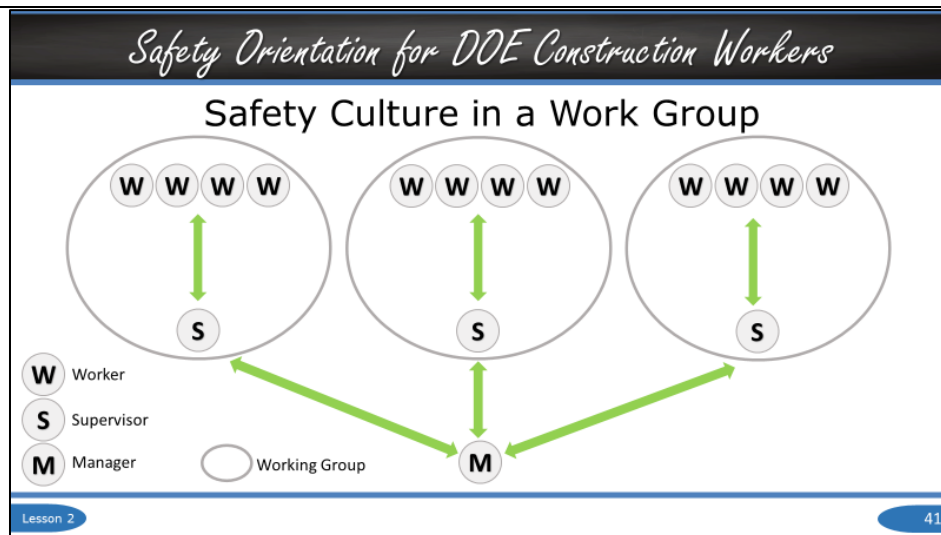 Safety Orientation for DOE Construction Workers
Safety Culture in a Work Group
W W W W W W W W W W W W
S S S
W Worker
S Supervisor
M Manager
Working Group
M
Lesson 2
41